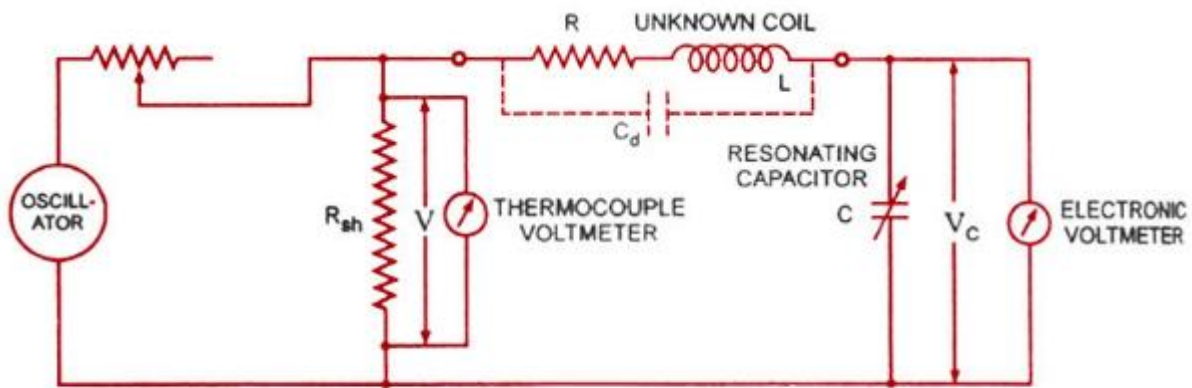 R
UNKNOWN COIL
L
C_d
RESONATING
CAPACITOR
C
OSCILL-
ATOR
R_sh
V
THERMOCOUPLE
VOLTMETER
V_C
ELECTRONIC
VOLTMETER